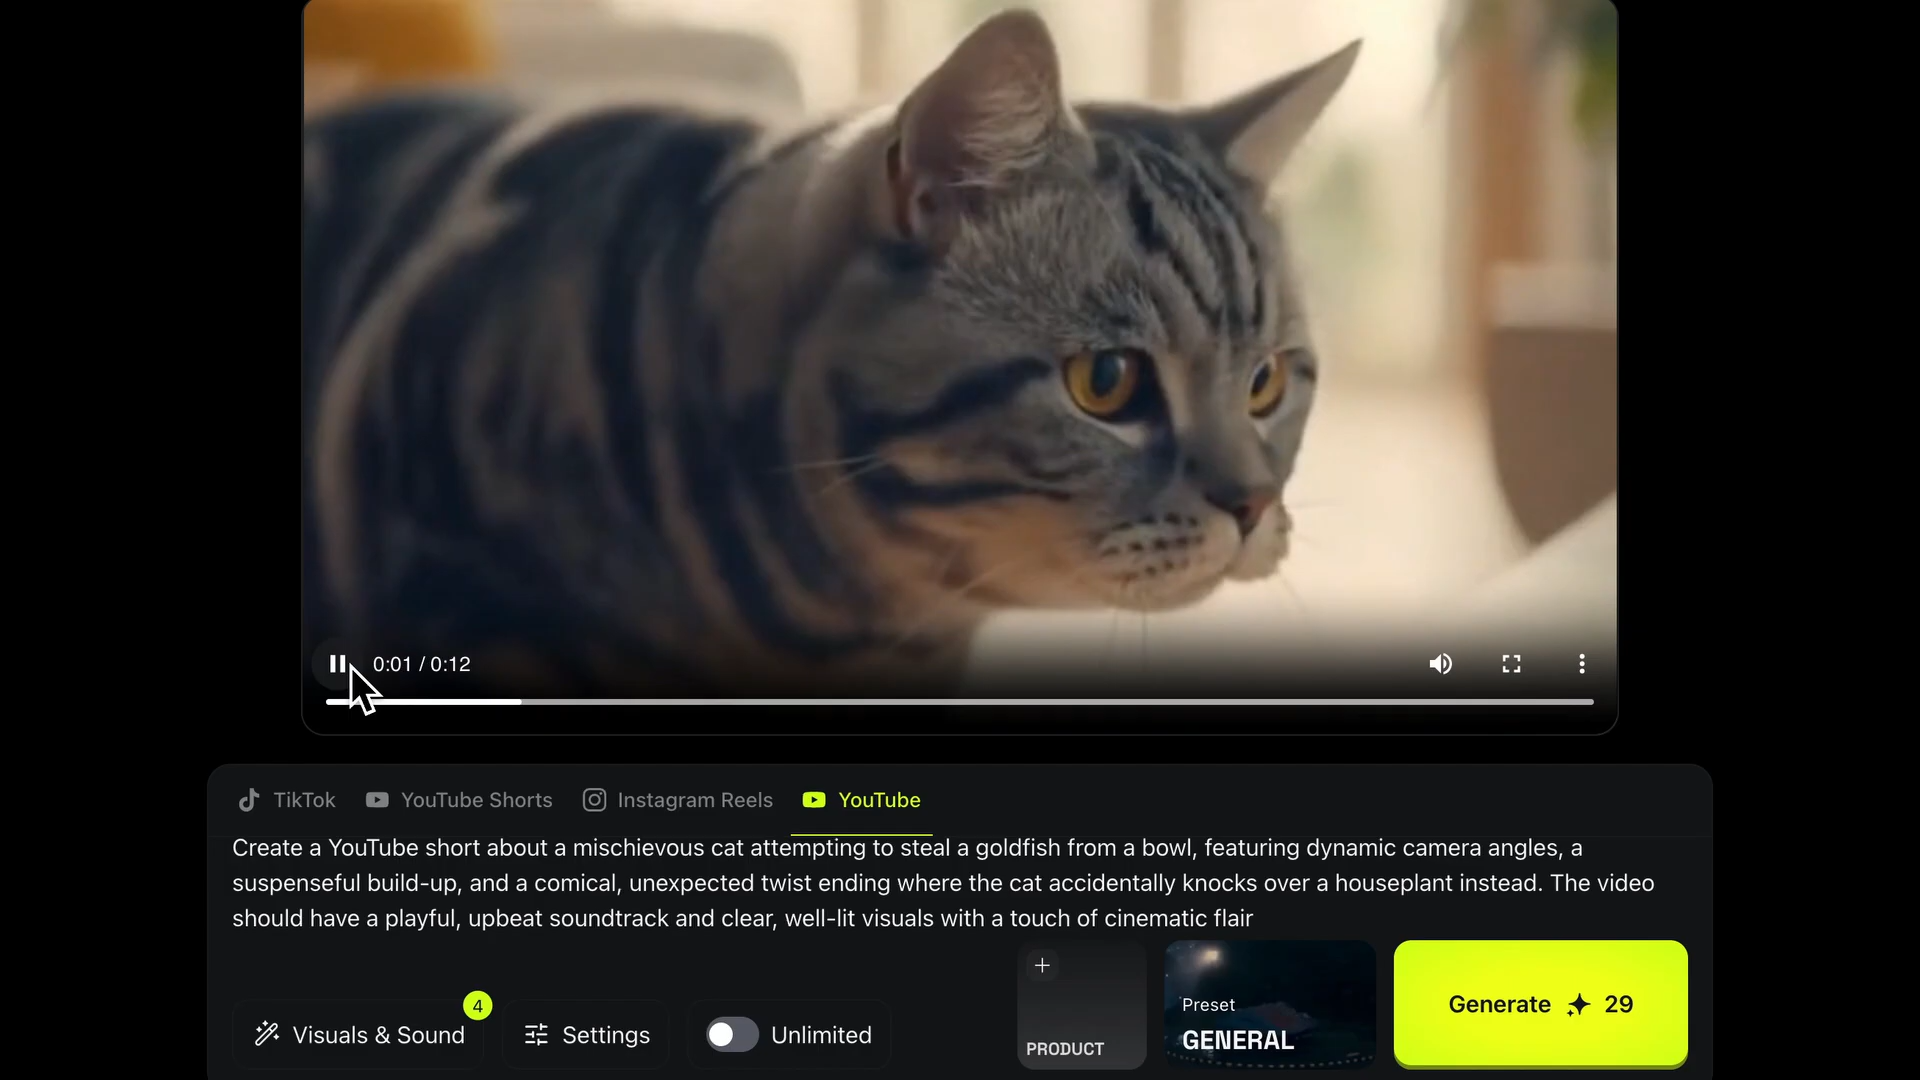 0:01 / 0:12
TikTok
YouTube Shorts
Instagram Reels
YouTube
Create a YouTube short about a mischievous cat attempting to steal a goldfish from a bowl, featuring dynamic camera angles, a
suspenseful build-up, and a comical, unexpected twist ending where the cat accidentally knocks over a houseplant instead. The video
should have a playful, upbeat soundtrack and clear, well-lit visuals with a touch of cinematic flair
Visuals & Sound
4
Settings
Unlimited
PRODUCT
Preset
GENERAL
Generate 29